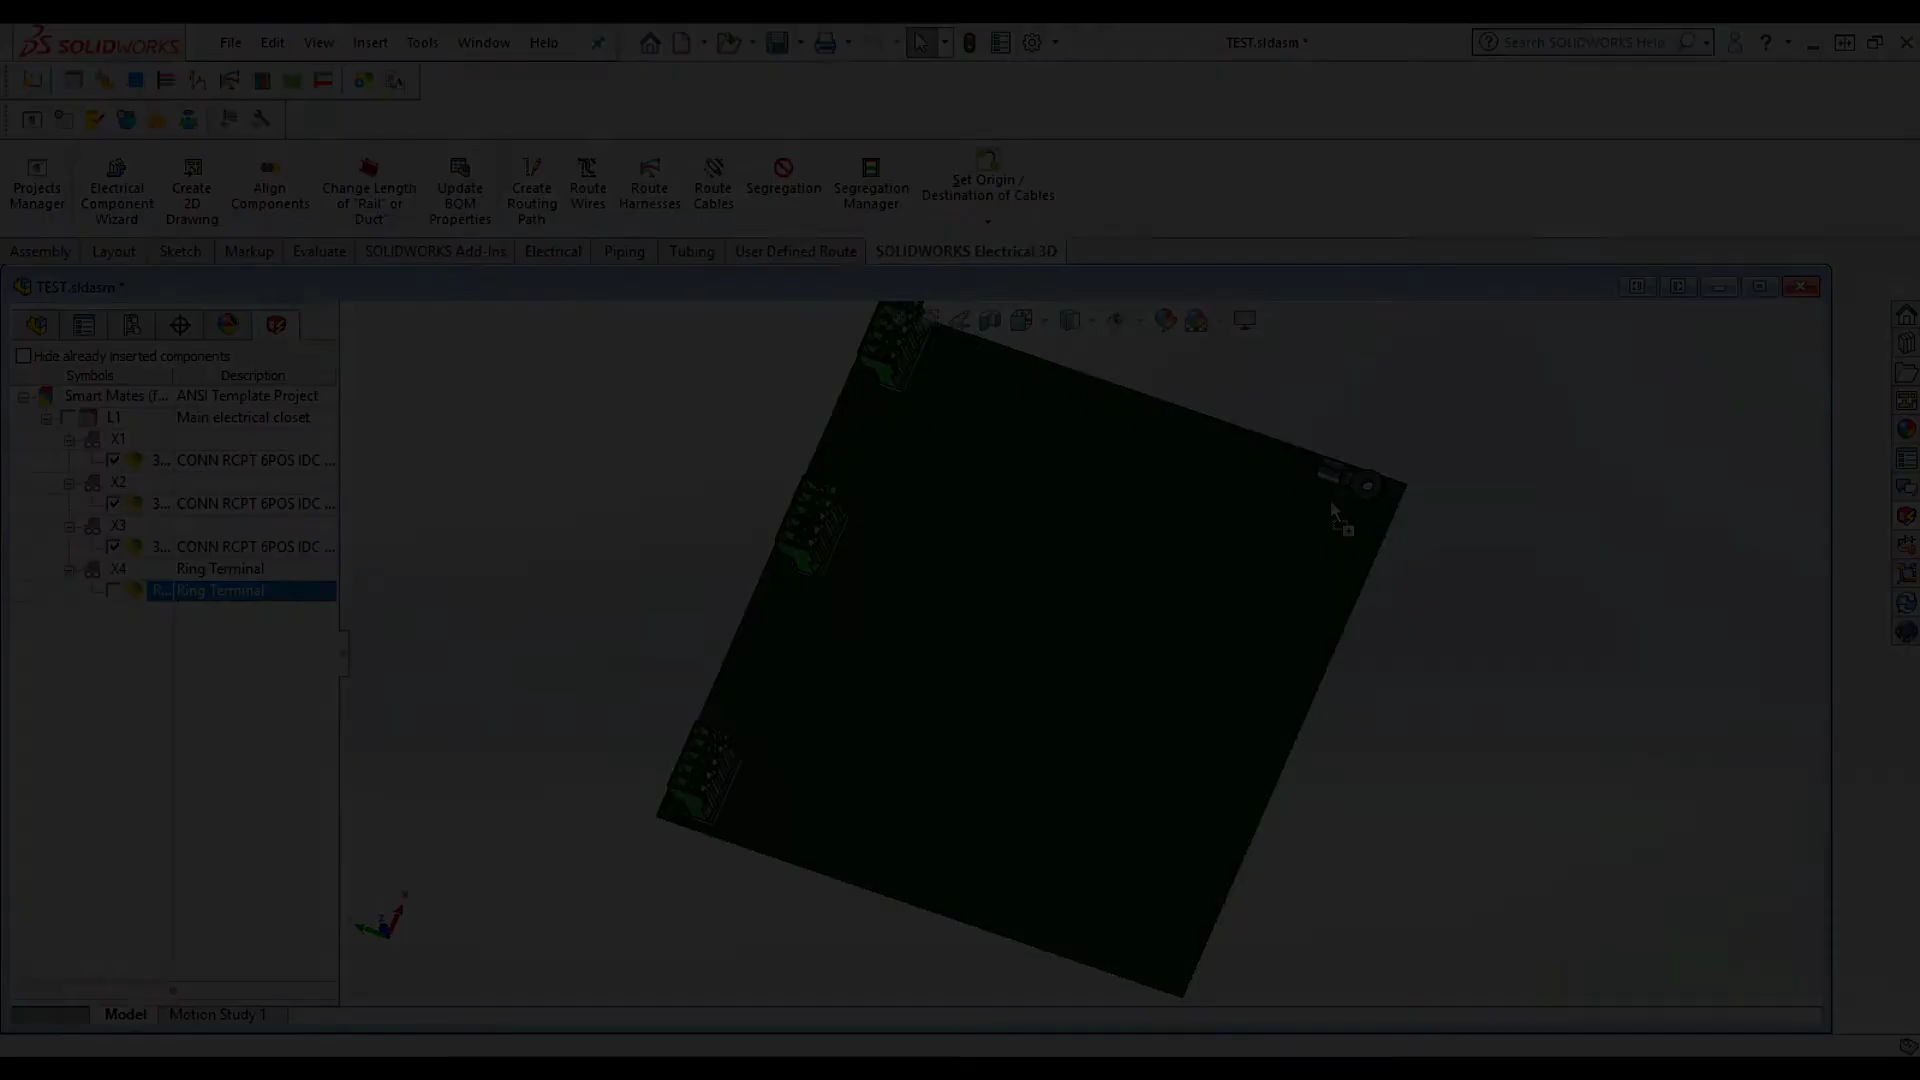 SOLIDWORKS File Edit View Insert Tools Window Help TEST.sldasm * Search SOLIDWORKS Help
Projects Manager
Electrical Component Wizard
Create 2D Drawing
Align Components
Change Length of "Rail" or Duct"
Update BOM Properties
Create Routing Path
Route Wires
Route Harnesses
Route Cables
Segregation
Segregation Manager
Set Origin / Destination of Cables
Assembly Layout Sketch Markup Evaluate SOLIDWORKS Add-Ins Electrical Piping Tubing User Defined Route SOLIDWORKS Electrical 3D
TEST.sldasm *
Hide already inserted components
Symbols Description
Smart Mates (f... ANSI Template Project
L1 Main electrical closet
X1
3... CONN RCPT 6POS IDC ...
X2
3... CONN RCPT 6POS IDC ...
X3
3... CONN RCPT 6POS IDC ...
X4 Ring Terminal
R... Ring Terminal
Model Motion Study 1